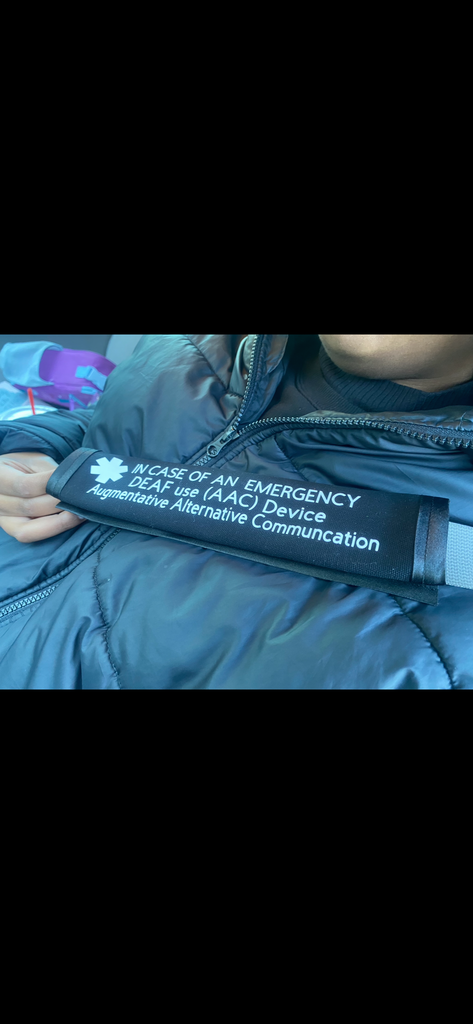 IN CASE OF AN EMERGENCY
DEAF use (AAC) Device
Augmentative Alternative Communcation